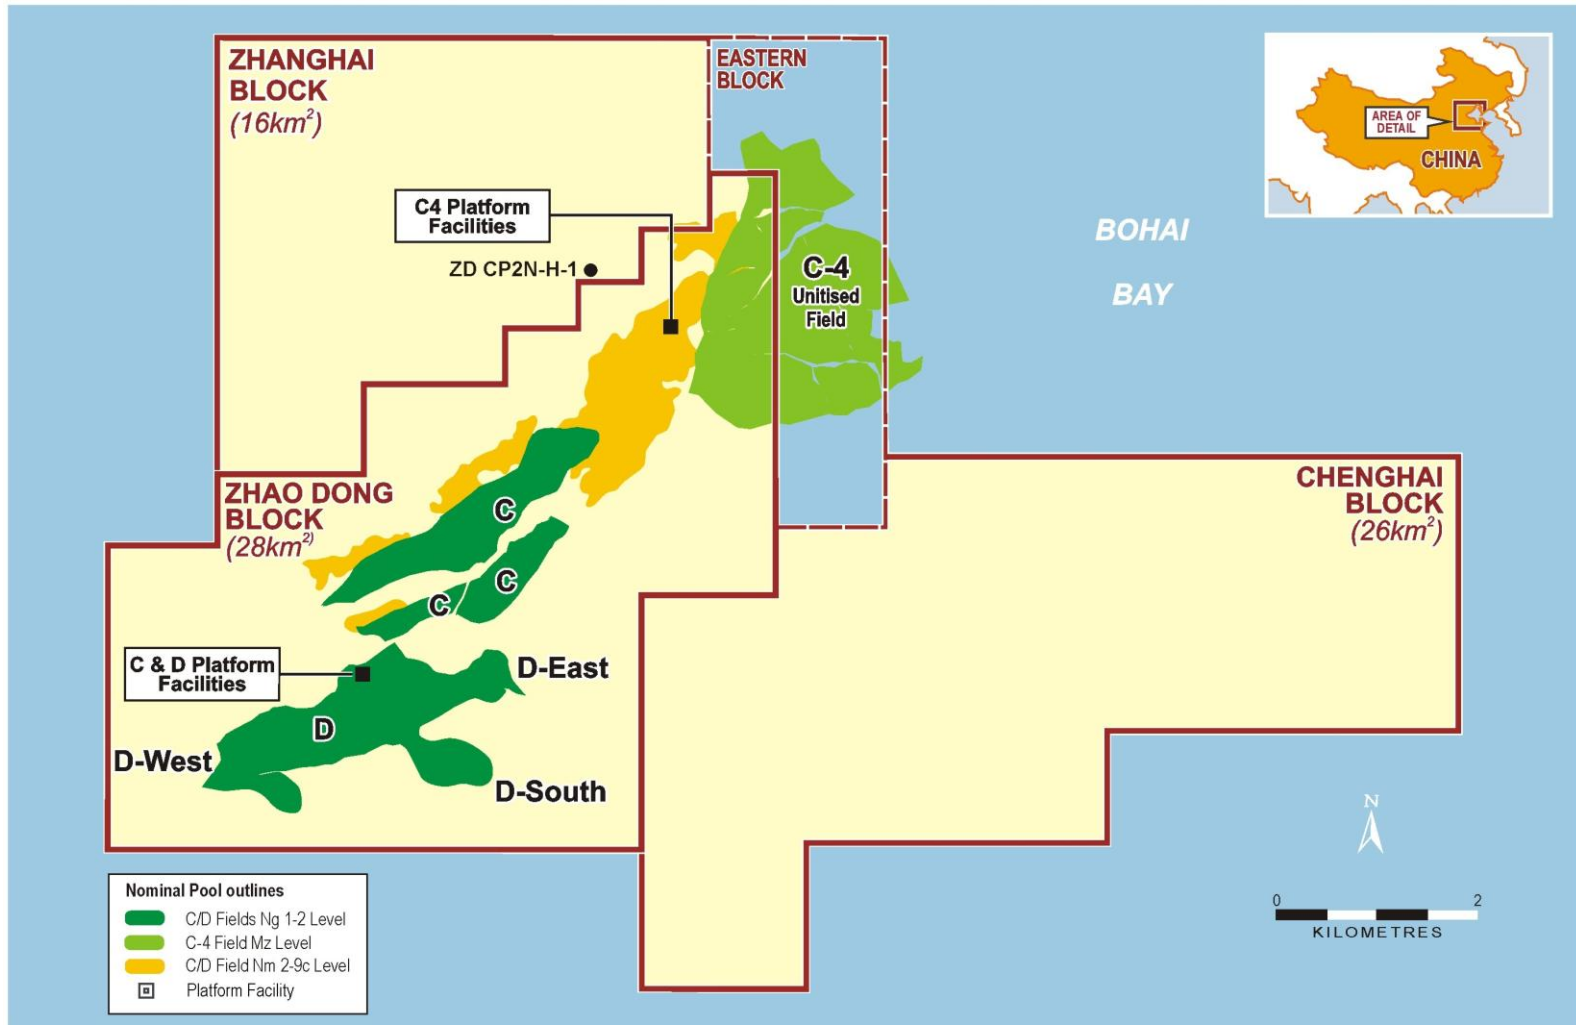 ZHANGHAI
BLOCK
(16km²)
EASTERN
BLOCK
AREA OF
DETAIL
CHINA
C4 Platform
Facilities
ZD CP2N-H-1
BOHAI
BAY
C-4
Unitised
Field
ZHAO DONG
BLOCK
(28km²)
CHENGHAI
BLOCK
(26km²)
C
C
C
C & D Platform
Facilities
D-East
D
D-West
D-South
N
0 2
KILOMETRES
Nominal Pool outlines
C/D Fields Ng 1-2 Level
C-4 Field Mz Level
C/D Field Nm 2-9c Level
Platform Facility